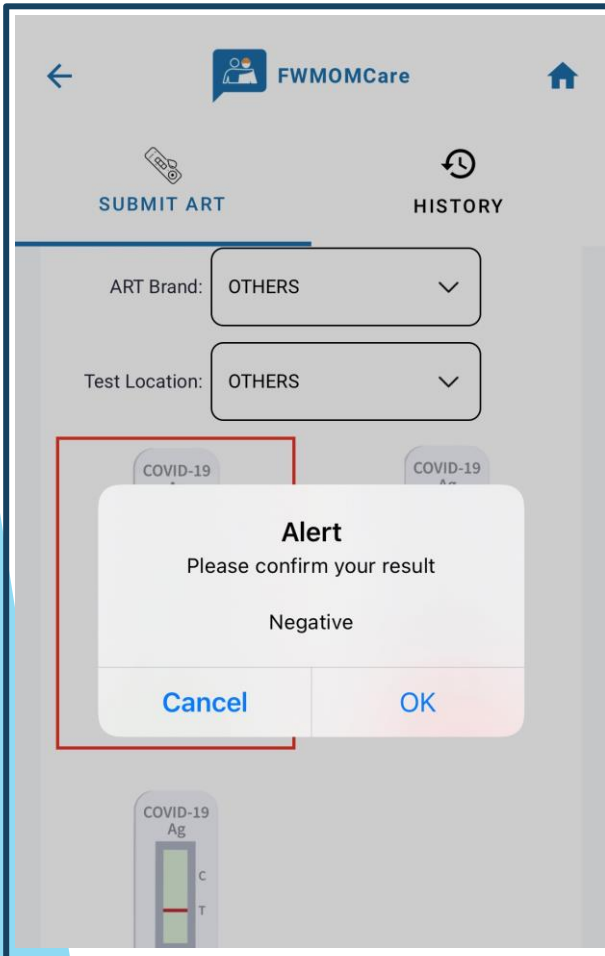 FWMOMCare
SUBMIT ART
HISTORY
ART Brand:
OTHERS
Test Location:
OTHERS
COVID-19
COVID-19
Alert
Please confirm your result
Negative
Cancel
OK
COVID-19
Ag
C
T